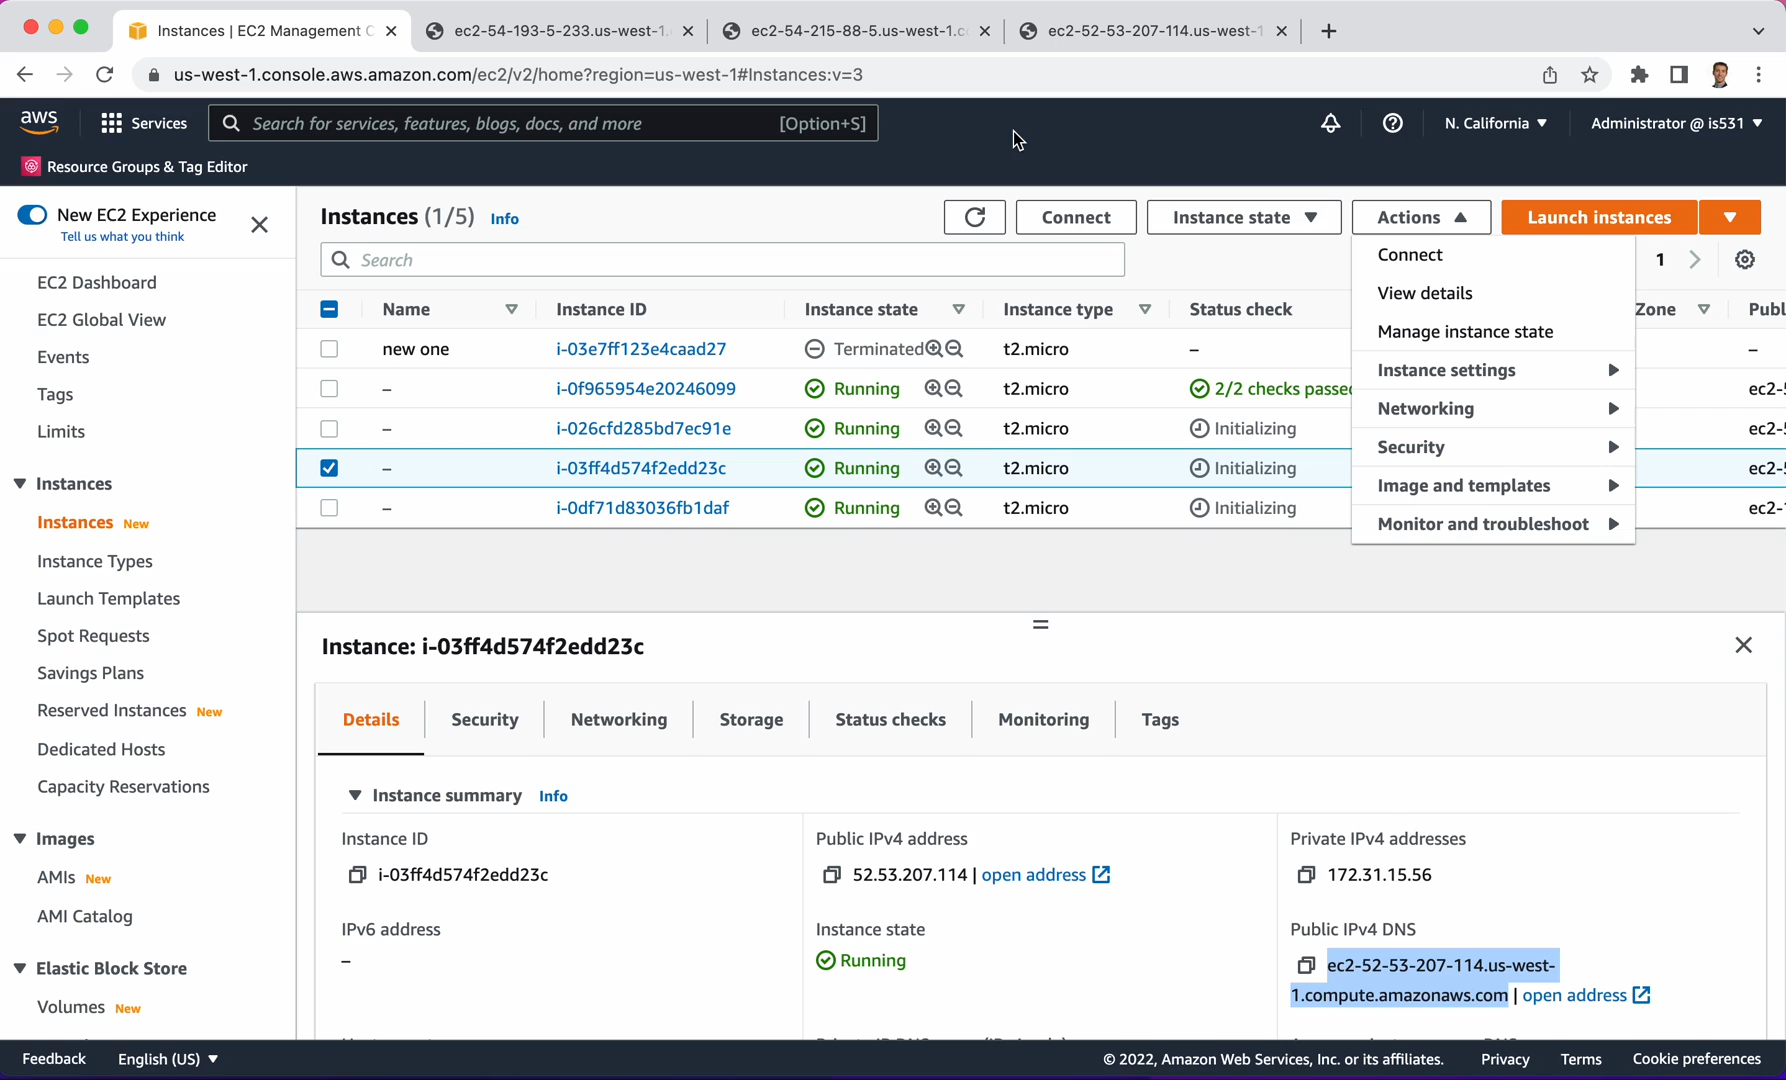 Instances | EC2 Management C
ec2-54-193-5-233.us-west-1.
ec2-54-215-88-5.us-west-1.c
ec2-52-53-207-114.us-west-1
us-west-1.console.aws.amazon.com/ec2/v2/home?region=us-west-1#Instances:v=3
aws
Services
Search for services, features, blogs, docs, and more
[Option+S]
N. California
Administrator @ is531
Resource Groups & Tag Editor
New EC2 Experience
Tell us what you think
EC2 Dashboard
EC2 Global View
Events
Tags
Limits
Instances
Instances New
Instance Types
Launch Templates
Spot Requests
Savings Plans
Reserved Instances New
Dedicated Hosts
Capacity Reservations
Images
AMIs New
AMI Catalog
Elastic Block Store
Volumes New
Instances (1/5) Info
Connect
Instance state
Actions
Launch instances
Search
1
Connect
View details
Manage instance state
Instance settings
Networking
Security
Image and templates
Monitor and troubleshoot
Name Instance ID Instance state Instance type Status check Zone Publ
new one i-03e7ff123e4caad27 Terminated t2.micro – –
– i-0f965954e20246099 Running t2.micro 2/2 checks passed ec2-5
– i-026cfd285bd7ec91e Running t2.micro Initializing ec2-5
– i-03ff4d574f2edd23c Running t2.micro Initializing ec2-5
– i-0df71d83036fb1daf Running t2.micro Initializing ec2-1
Instance: i-03ff4d574f2edd23c
Details
Security
Networking
Storage
Status checks
Monitoring
Tags
Instance summary Info
Instance ID
i-03ff4d574f2edd23c
Public IPv4 address
52.53.207.114 | open address
Private IPv4 addresses
172.31.15.56
IPv6 address
–
Instance state
Running
Public IPv4 DNS
ec2-52-53-207-114.us-west-
1.compute.amazonaws.com | open address
Feedback
English (US)
© 2022, Amazon Web Services, Inc. or its affiliates.
Privacy
Terms
Cookie preferences